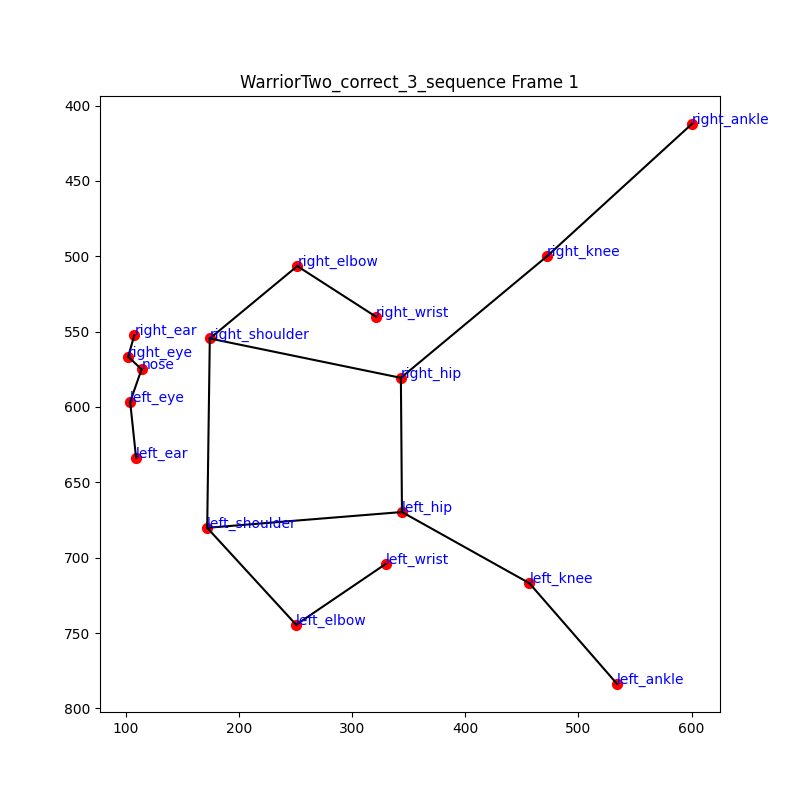 WarriorTwo_correct_3_sequence Frame 1
400
right_ankle
450
right_knee
500
right_elbow
right_wrist
550
right_ear
right_shoulder
right_eye
nose
right_hip
600
left_eye
left_ear
650
left_hip
left_shoulder
700
left_wrist
left_knee
750
left_elbow
left_ankle
800
100 200 300 400 500 600